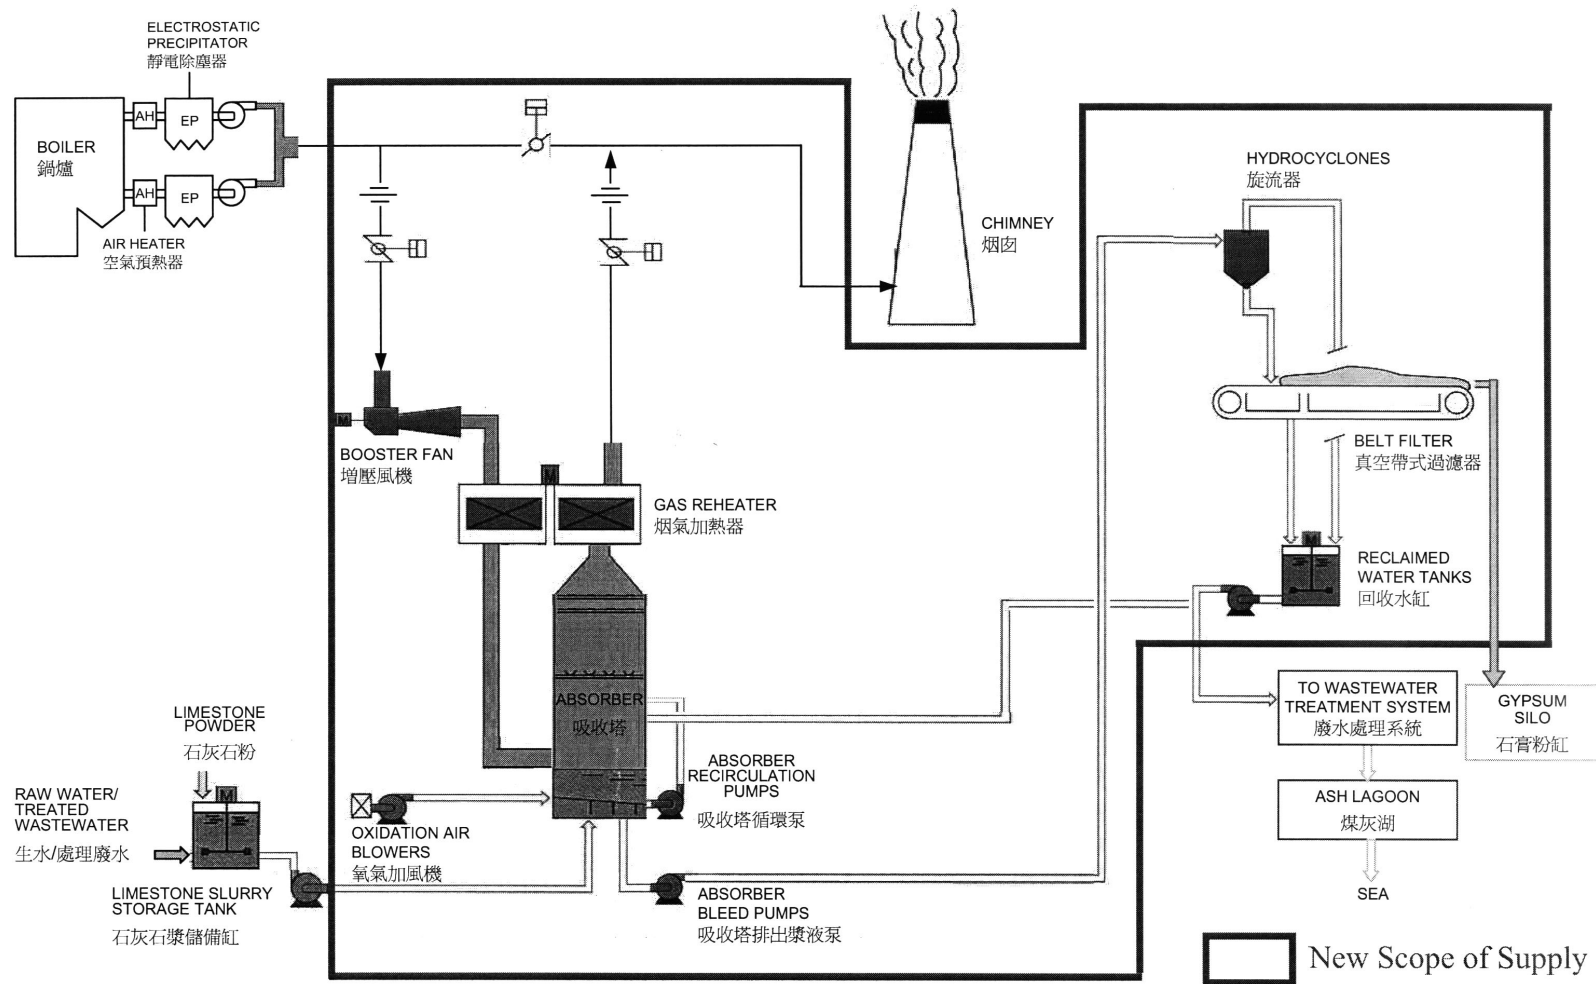 ELECTROSTATIC
PRECIPITATOR
靜電除塵器
AH
EP
BOILER
鍋爐
AH
EP
AIR HEATER
空氣預熱器
HYDROCYCLONES
旋流器
CHIMNEY
烟囱
M
BOOSTER FAN
增壓風機
M
GAS REHEATER
烟氣加熱器
BELT FILTER
真空帶式過濾器
M
RECLAIMED
WATER TANKS
回收水缸
ABSORBER
吸收塔
TO WASTEWATER
TREATMENT SYSTEM
廢水處理系統
GYPSUM
SILO
石膏粉缸
LIMESTONE
POWDER
石灰石粉
ABSORBER
RECIRCULATION
PUMPS
吸收塔循環泵
M
RAW WATER/
TREATED
WASTEWATER
生水/處理廢水
OXIDATION AIR
BLOWERS
氧氣加風機
ASH LAGOON
煤灰湖
LIMESTONE SLURRY
STORAGE TANK
石灰石漿儲備缸
ABSORBER
BLEED PUMPS
吸收塔排出漿液泵
SEA
New Scope of Supply